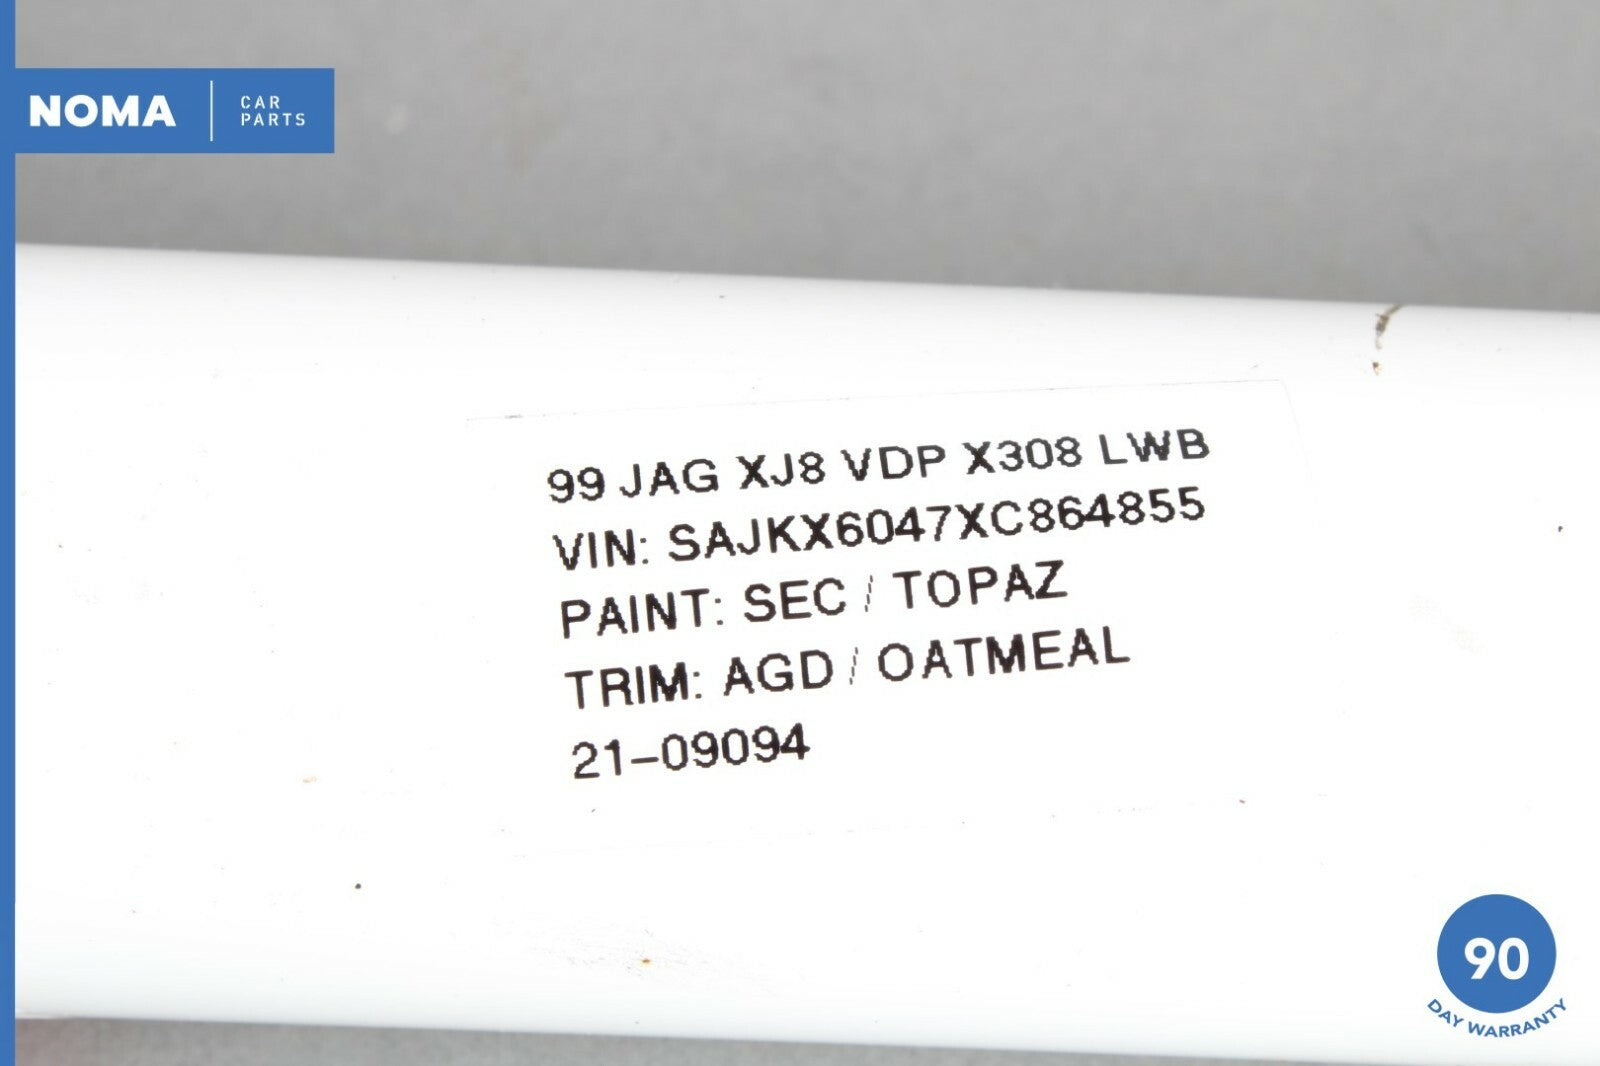 NOMA
CAR
PARTS
99 JAG XJ8 VDP X308 LWB
VIN: SAJKX6047XC864855
PAINT: SEC / TOPAZ
TRIM: AGD / OATMEAL
21-09094
90
DAY WARRANTY